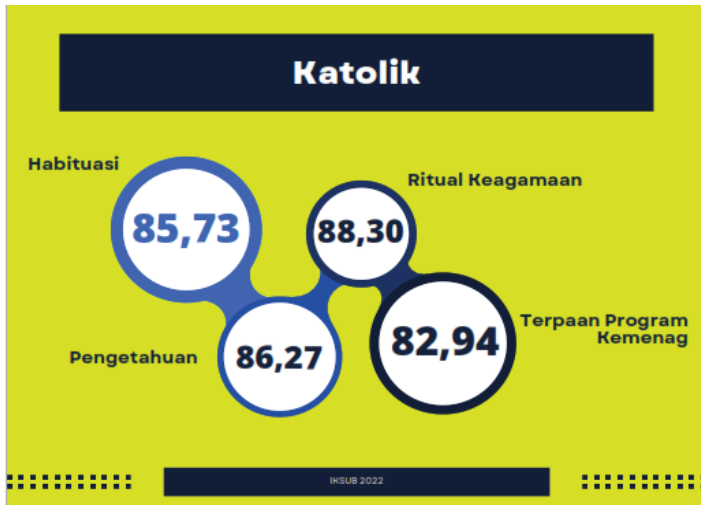 Katolik
Habituasi
85,73
Pengetahuan
86,27
Ritual Keagamaan
88,30
Terpaan Program
Kemenag
82,94
IKSUB 2022